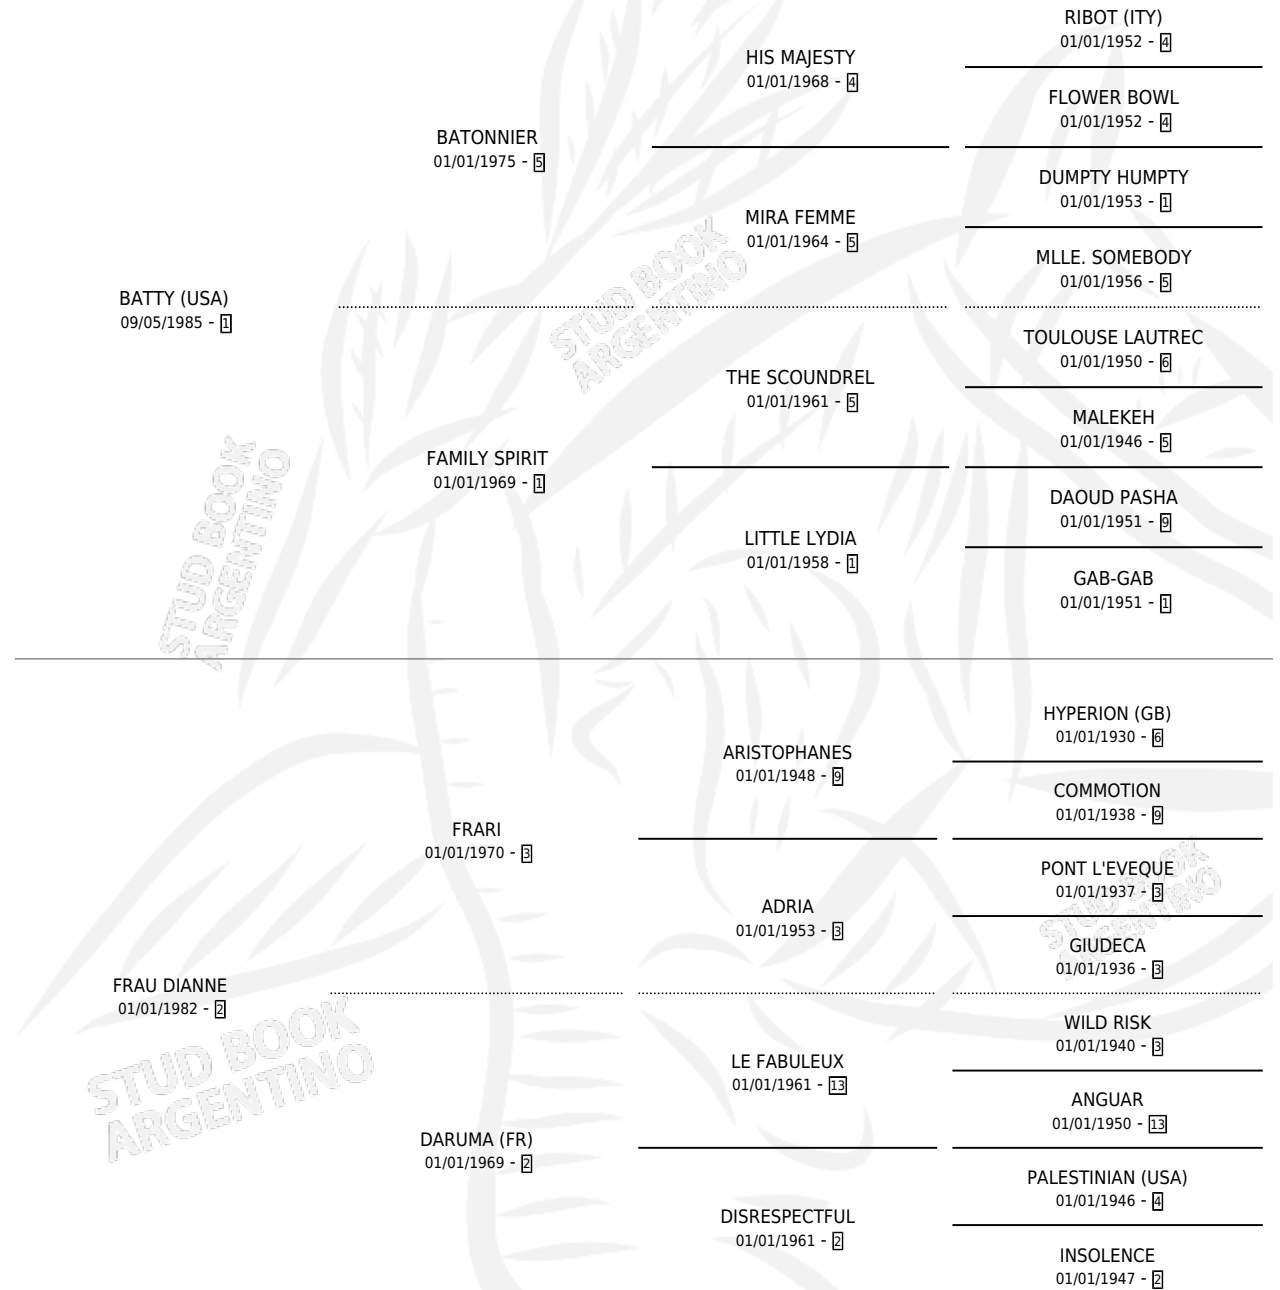 RIBOT (ITY)
01/01/1952 - 4
HIS MAJESTY
01/01/1968 - 4
FLOWER BOWL
01/01/1952 - 4
BATONNIER
01/01/1975 - 5
DUMPTY HUMPTY
01/01/1953 - 1
MIRA FEMME
01/01/1964 - 5
MLLE. SOMEBODY
01/01/1956 - 5
BATTY (USA)
09/05/1985 - 1
STUD BOOK
ARGENTINO
TOULOUSE LAUTREC
01/01/1950 - 6
THE SCOUNDREL
01/01/1961 - 5
MALEKEH
01/01/1946 - 5
FAMILY SPIRIT
01/01/1969 - 1
DAOUD PASHA
01/01/1951 - 9
LITTLE LYDIA
01/01/1958 - 1
GAB-GAB
01/01/1951 - 1
STUD BOOK
ARGENTINO
HYPERION (GB)
01/01/1930 - 6
ARISTOPHANES
01/01/1948 - 9
COMMOTION
01/01/1938 - 9
FRARI
01/01/1970 - 3
PONT L'EVEQUE
01/01/1937 - 3
ADRIA
01/01/1953 - 3
GIUDECA
01/01/1936 - 3
STUD BOOK
ARGENTINO
FRAU DIANNE
01/01/1982 - 2
WILD RISK
01/01/1940 - 3
LE FABULEUX
01/01/1961 - 13
ANGUAR
01/01/1950 - 13
STUD BOOK
ARGENTINO
DARUMA (FR)
01/01/1969 - 2
PALESTINIAN (USA)
01/01/1946 - 4
DISRESPECTFUL
01/01/1961 - 2
INSOLENCE
01/01/1947 - 2